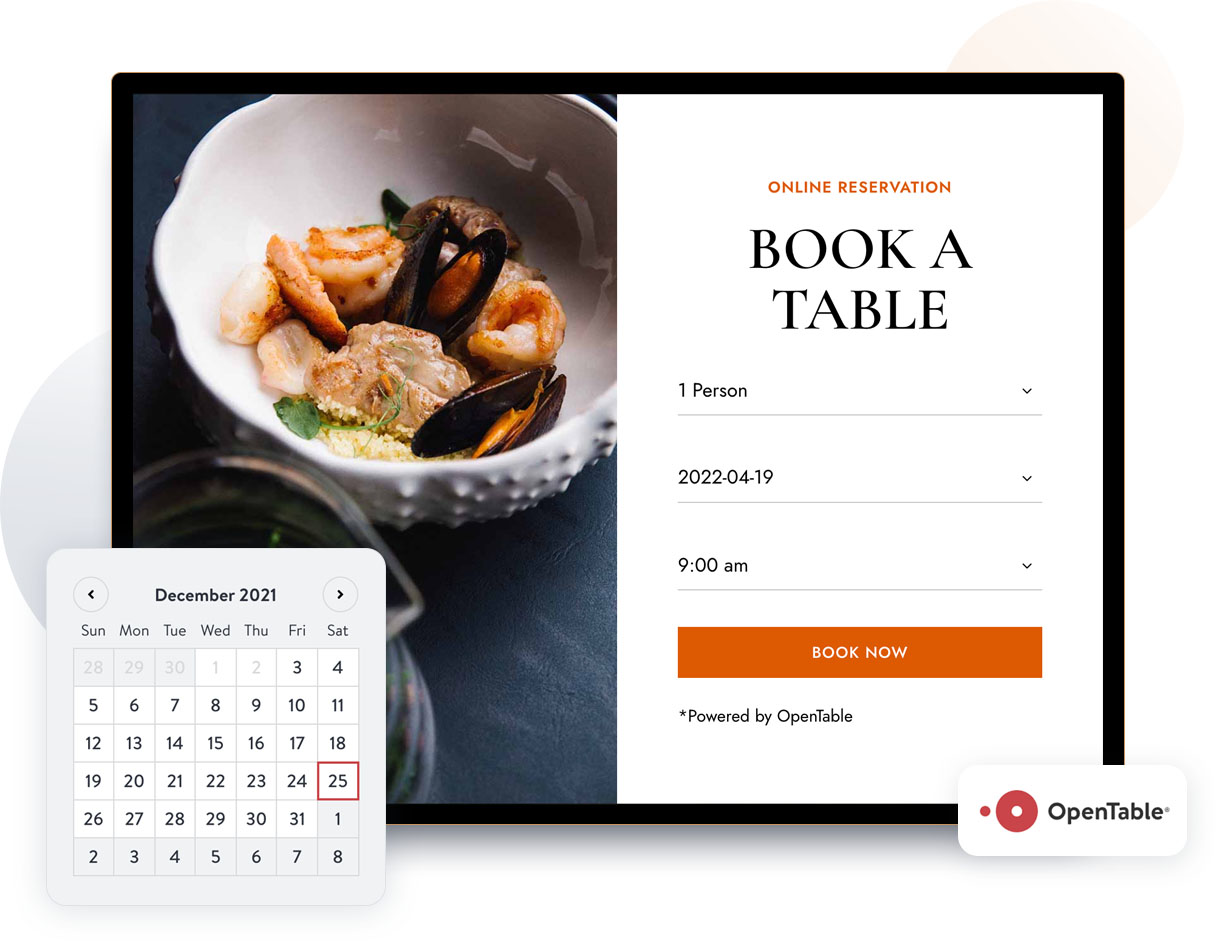 ONLINE RESERVATION
BOOK A
TABLE
1 Person
2022-04-19
9:00 am
BOOK NOW
*Powered by OpenTable
December 2021
Sun Mon Tue Wed Thu Fri Sat
28 29 30 1 2 3 4
5 6 7 8 9 10 11
12 13 14 15 16 17 18
19 20 21 22 23 24 25
26 27 28 29 30 31 1
2 3 4 5 6 7 8
OpenTable®